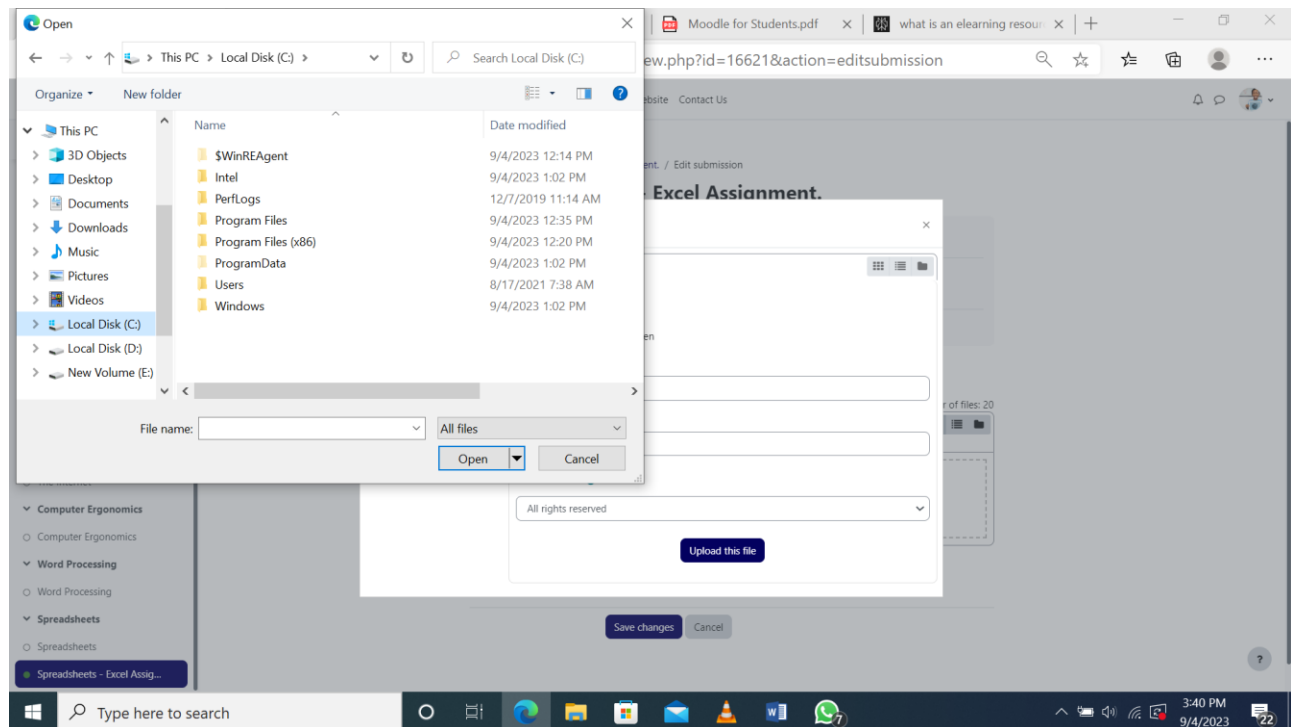 Open
Moodle for Students.pdf
what is an elearning resour
This PC > Local Disk (C:) >
Search Local Disk (C:)
ew.php?id=16621&action=editsubmission
Organize
New folder
ebsite Contact Us
This PC
3D Objects
Desktop
Documents
Downloads
Music
Pictures
Videos
Local Disk (C:)
Local Disk (D:)
New Volume (E:)
Name Date modified
$WinREAgent 9/4/2023 12:14 PM
Intel 9/4/2023 1:02 PM
PerfLogs 12/7/2019 11:14 AM
Program Files 9/4/2023 12:35 PM
Program Files (x86) 9/4/2023 12:20 PM
ProgramData 9/4/2023 1:02 PM
Users 8/17/2021 7:38 AM
Windows 9/4/2023 1:02 PM
File name:
All files
Open
Cancel
ent. / Edit submission
Excel Assignment.
en
r of files: 20
All rights reserved
Upload this file
Save changes
Cancel
The Internet
Computer Ergonomics
Computer Ergonomics
Word Processing
Word Processing
Spreadsheets
Spreadsheets
Spreadsheets - Excel Assig...
?
Type here to search
7
3:40 PM
9/4/2023
22